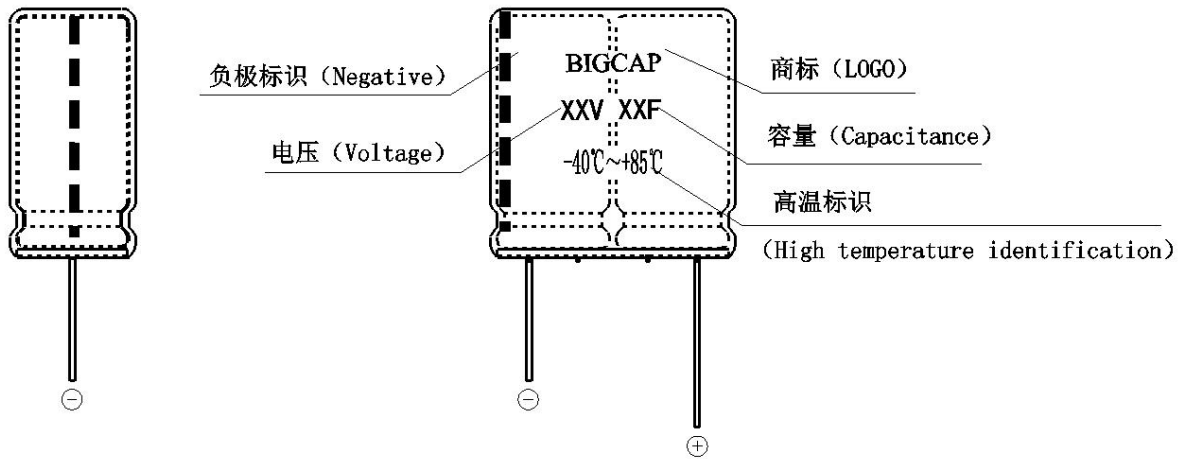 负极标识（Negative）
BIGCAP
商标（LOGO）
XXV XXF
电压（Voltage）
容量（Capacitance）
-40℃～+85℃
高温标识
（High temperature identification）
⊖
⊖
⊕